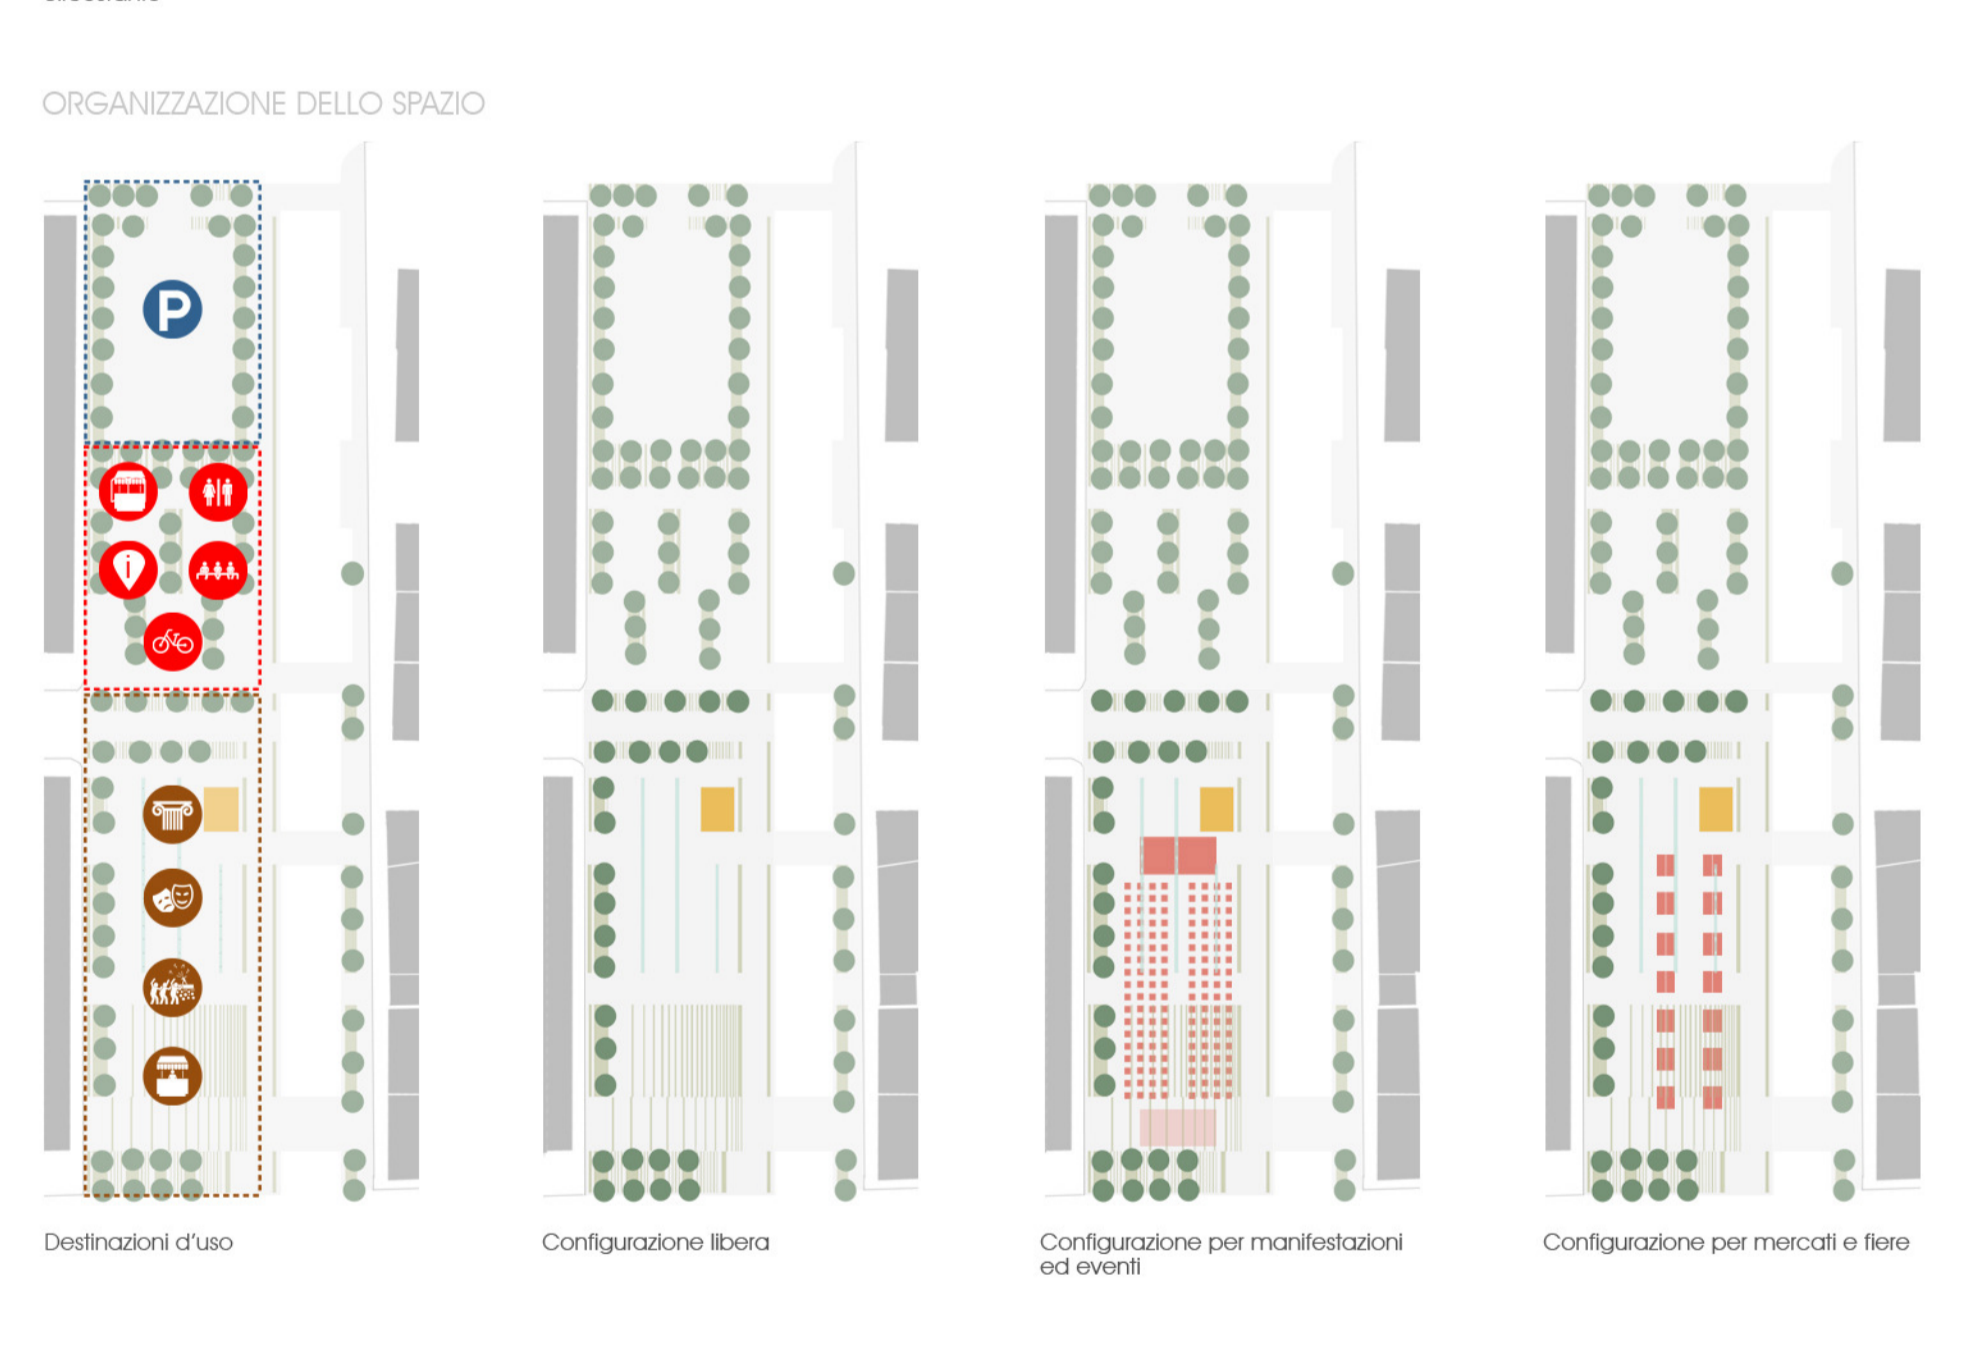 ORGANIZZAZIONE DELLO SPAZIO
P
i
Destinazioni d'uso
Configurazione libera
Configurazione per manifestazioni
ed eventi
Configurazione per mercati e fiere